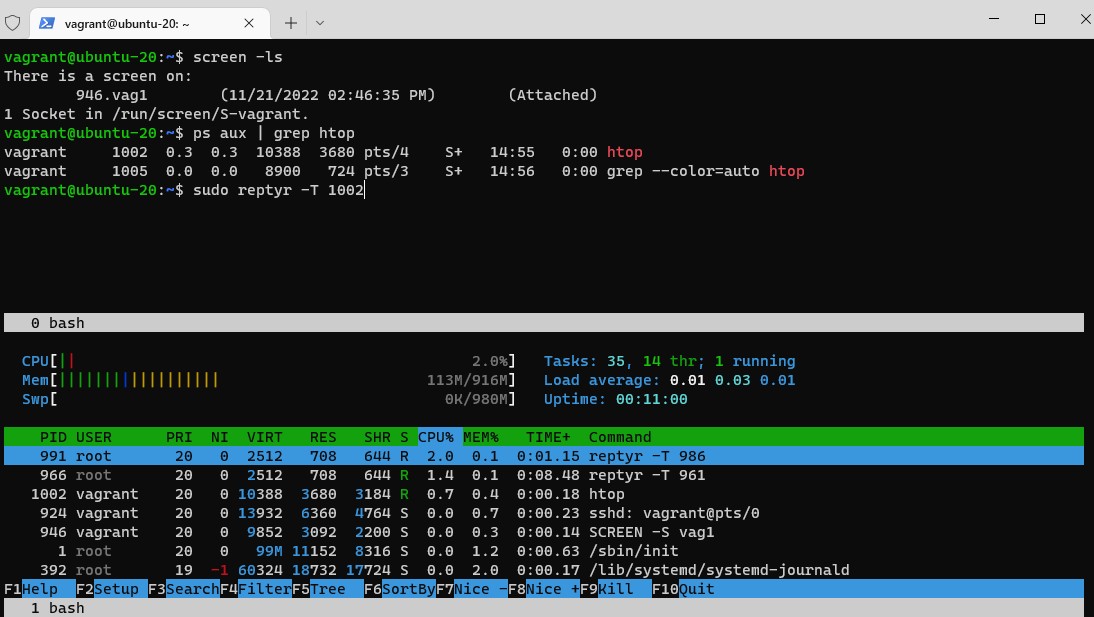 vagrant@ubuntu-20: ~
vagrant@ubuntu-20:~$ screen -ls
There is a screen on:
        946.vag1        (11/21/2022 02:46:35 PM)        (Attached)
1 Socket in /run/screen/S-vagrant.
vagrant@ubuntu-20:~$ ps aux | grep htop
vagrant     1002  0.3  0.3  10388  3680 pts/4    S+   14:55   0:00 htop
vagrant     1005  0.0  0.0   8900   724 pts/3    S+   14:56   0:00 grep --color=auto htop
vagrant@ubuntu-20:~$ sudo reptyr -T 1002
   0 bash
  CPU[||                                            2.0%]   Tasks: 35, 14 thr; 1 running
  Mem[||||||||||||||||||                       113M/916M]   Load average: 0.01 0.03 0.01
  Swp[                                           0K/980M]   Uptime: 00:11:00
    PID USER      PRI  NI  VIRT   RES   SHR S CPU% MEM%   TIME+  Command
    991 root       20   0  2512   708   644 R  2.0  0.1  0:01.15 reptyr -T 986
    966 root       20   0  2512   708   644 R  1.4  0.1  0:08.48 reptyr -T 961
   1002 vagrant    20   0 10388  3680  3184 R  0.7  0.4  0:00.18 htop
    924 vagrant    20   0 13932  6360  4764 S  0.0  0.7  0:00.23 sshd: vagrant@pts/0
    946 vagrant    20   0  9852  3092  2200 S  0.0  0.3  0:00.14 SCREEN -S vag1
      1 root       20   0   99M 11152  8316 S  0.0  1.2  0:00.63 /sbin/init
    392 root       19  -1 60324 18732 17724 S  0.0  2.0  0:00.17 /lib/systemd/systemd-journald
F1Help  F2Setup F3SearchF4FilterF5Tree  F6SortByF7Nice -F8Nice +F9Kill  F10Quit
   1 bash